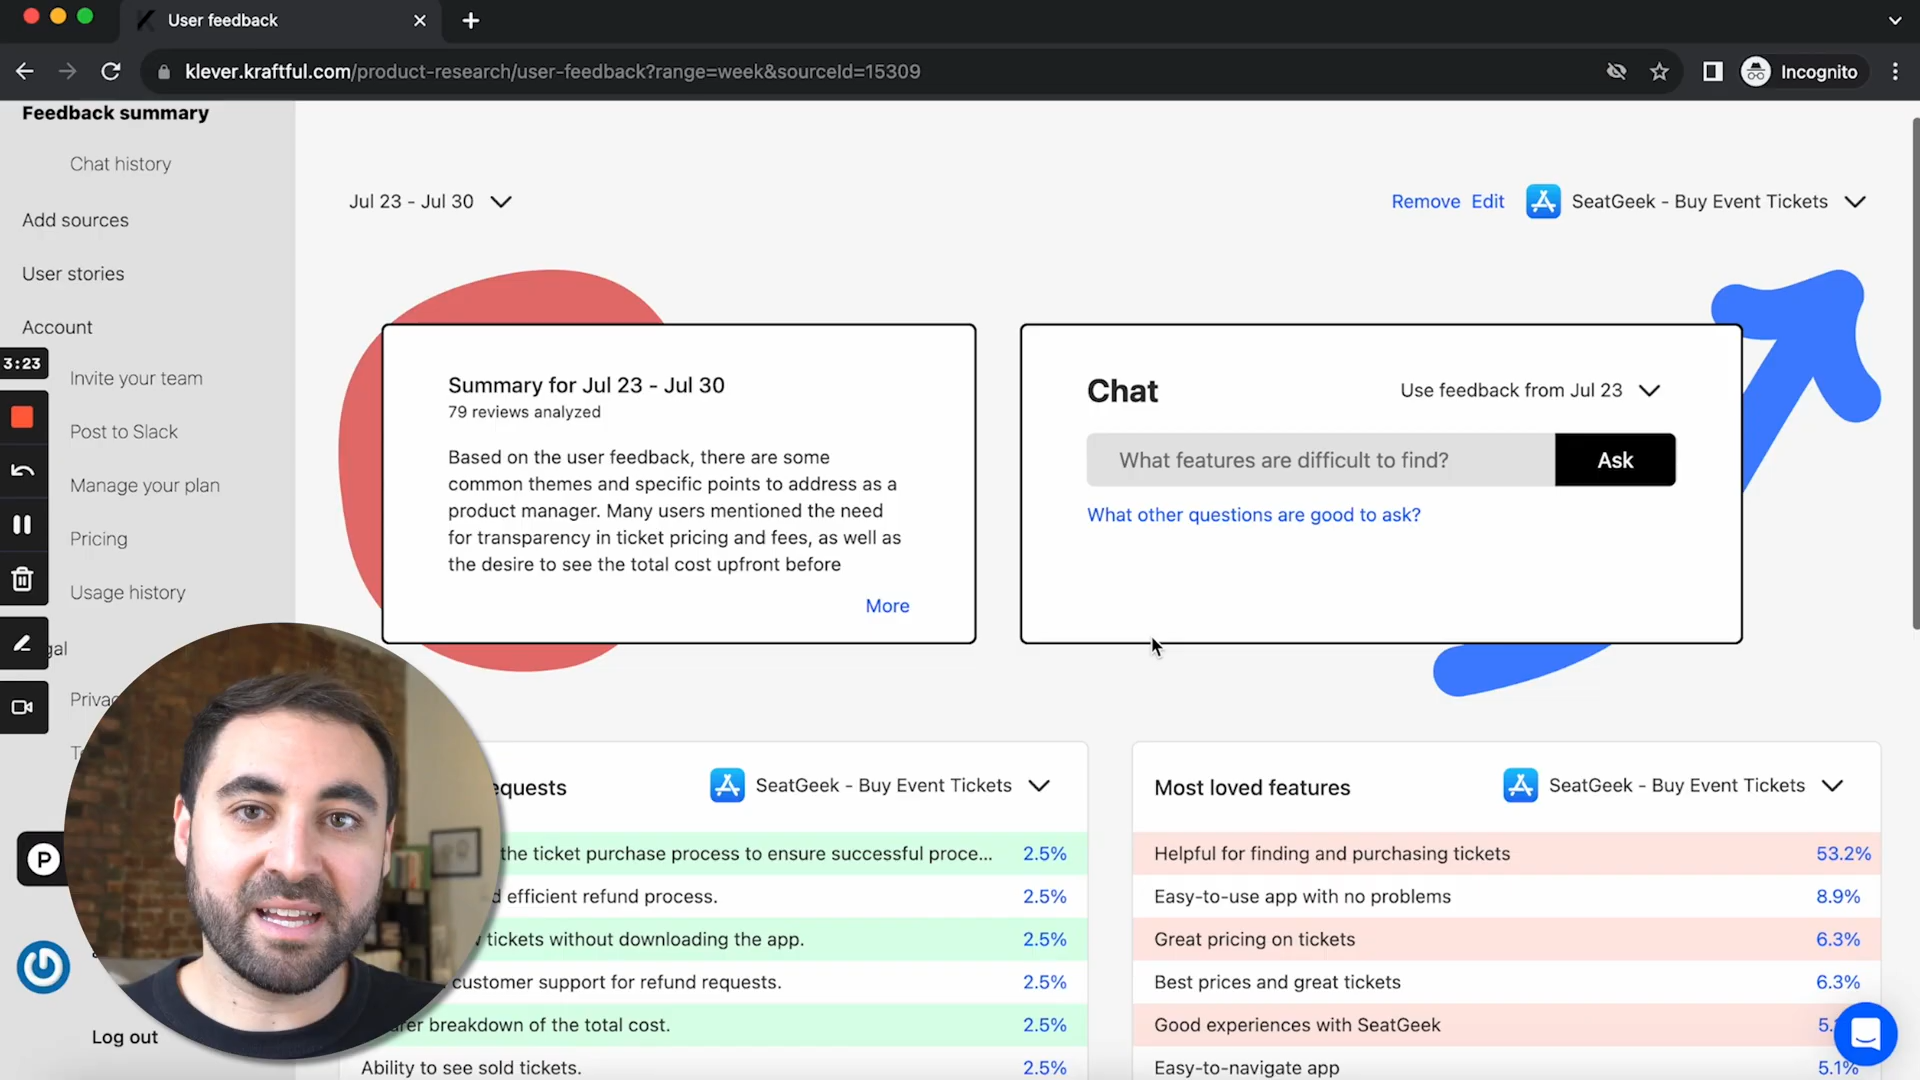 User feedback
klever.kraftful.com/product-research/user-feedback?range=week&sourceId=15309
Incognito
Feedback summary
Chat history
Add sources
User stories
Account
3:23
Invite your team
Post to Slack
Manage your plan
Pricing
Usage history
gal
Privac
Log out
P
Jul 23 - Jul 30
Remove Edit SeatGeek - Buy Event Tickets
Summary for Jul 23 - Jul 30
79 reviews analyzed
Based on the user feedback, there are some
common themes and specific points to address as a
product manager. Many users mentioned the need
for transparency in ticket pricing and fees, as well as
the desire to see the total cost upfront before
More
Chat
Use feedback from Jul 23
What features are difficult to find?
Ask
What other questions are good to ask?
equests
SeatGeek - Buy Event Tickets
the ticket purchase process to ensure successful proce... 2.5%
efficient refund process. 2.5%
tickets without downloading the app. 2.5%
customer support for refund requests. 2.5%
rer breakdown of the total cost. 2.5%
Ability to see sold tickets. 2.5%
Most loved features
SeatGeek - Buy Event Tickets
Helpful for finding and purchasing tickets 53.2%
Easy-to-use app with no problems 8.9%
Great pricing on tickets 6.3%
Best prices and great tickets 6.3%
Good experiences with SeatGeek 5.
Easy-to-navigate app 5.1%